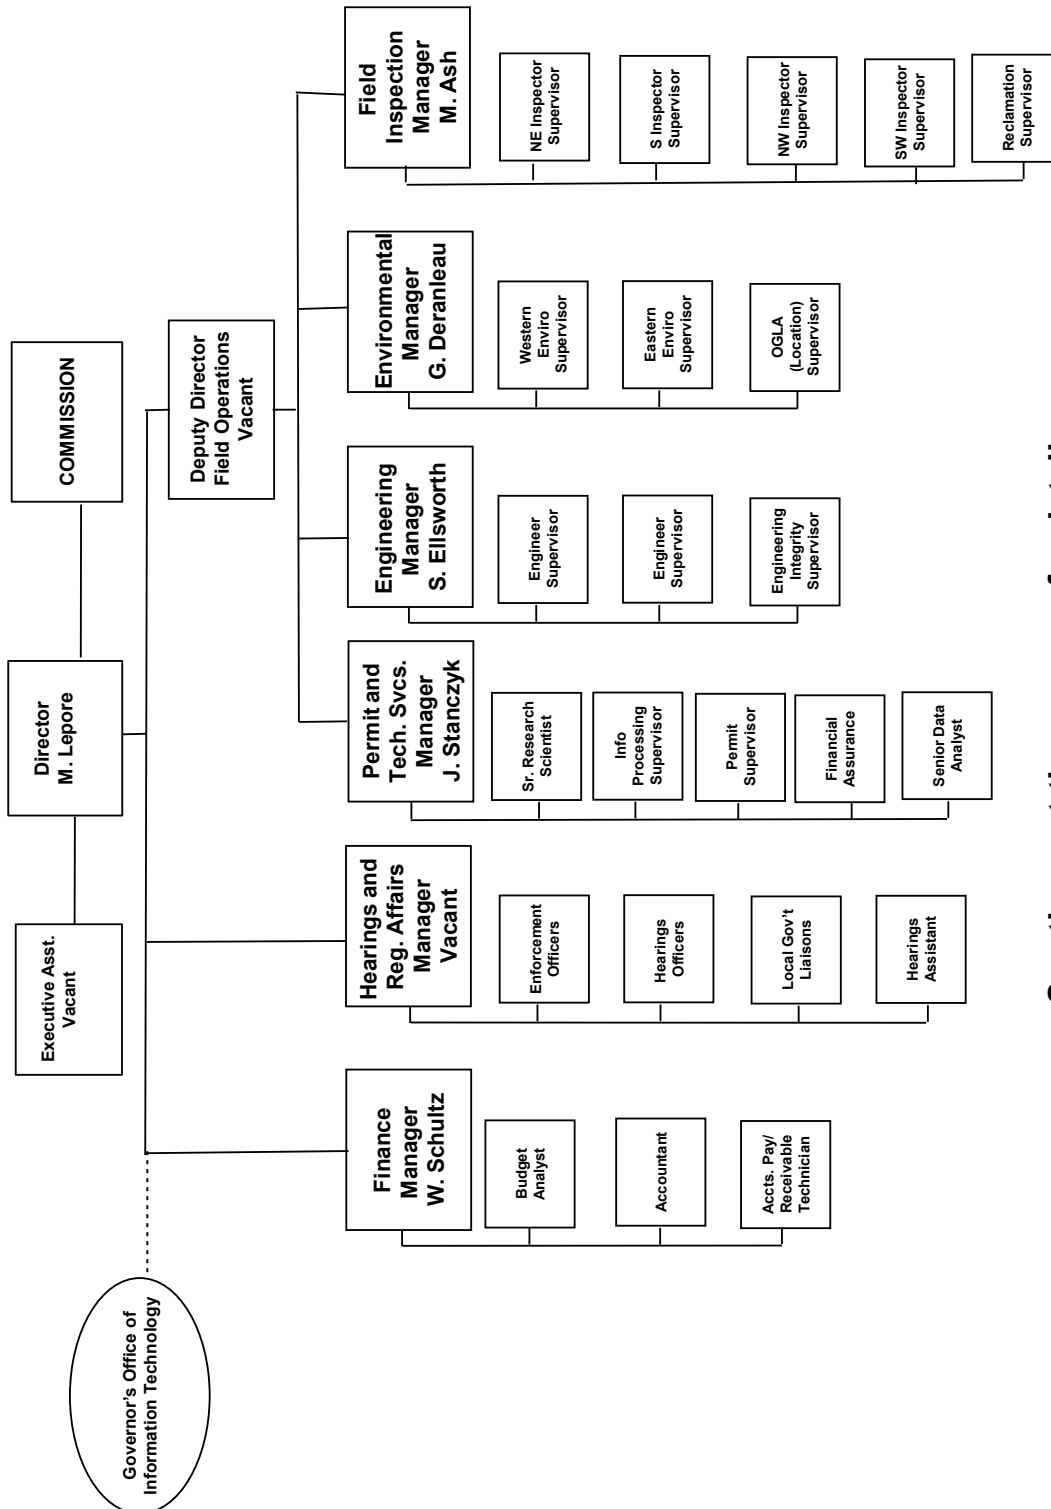 COMMISSION
Director
M. Lepore
Executive Asst.
Vacant
Governor's Office of
Information Technology
Deputy Director
Field Operations
Vacant
Finance
Manager
W. Schultz
Budget
Analyst
Accountant
Accts. Pay/
Receivable
Technician
Hearings and
Reg. Affairs
Manager
Vacant
Enforcement
Officers
Hearings
Officers
Local Gov't
Liaisons
Hearings
Assistant
Permit and
Tech. Svcs.
Manager
J. Stanczyk
Sr. Research
Scientist
Info
Processing
Supervisor
Permit
Supervisor
Financial
Assurance
Senior Data
Analyst
Engineering
Manager
S. Ellsworth
Engineer
Supervisor
Engineer
Supervisor
Engineering
Integrity
Supervisor
Environmental
Manager
G. Deranleau
Western
Enviro
Supervisor
Eastern
Enviro
Supervisor
OGLA
(Location)
Supervisor
Field
Inspection
Manager
M. Ash
NE Inspector
Supervisor
S Inspector
Supervisor
NW Inspector
Supervisor
SW Inspector
Supervisor
Reclamation
Supervisor